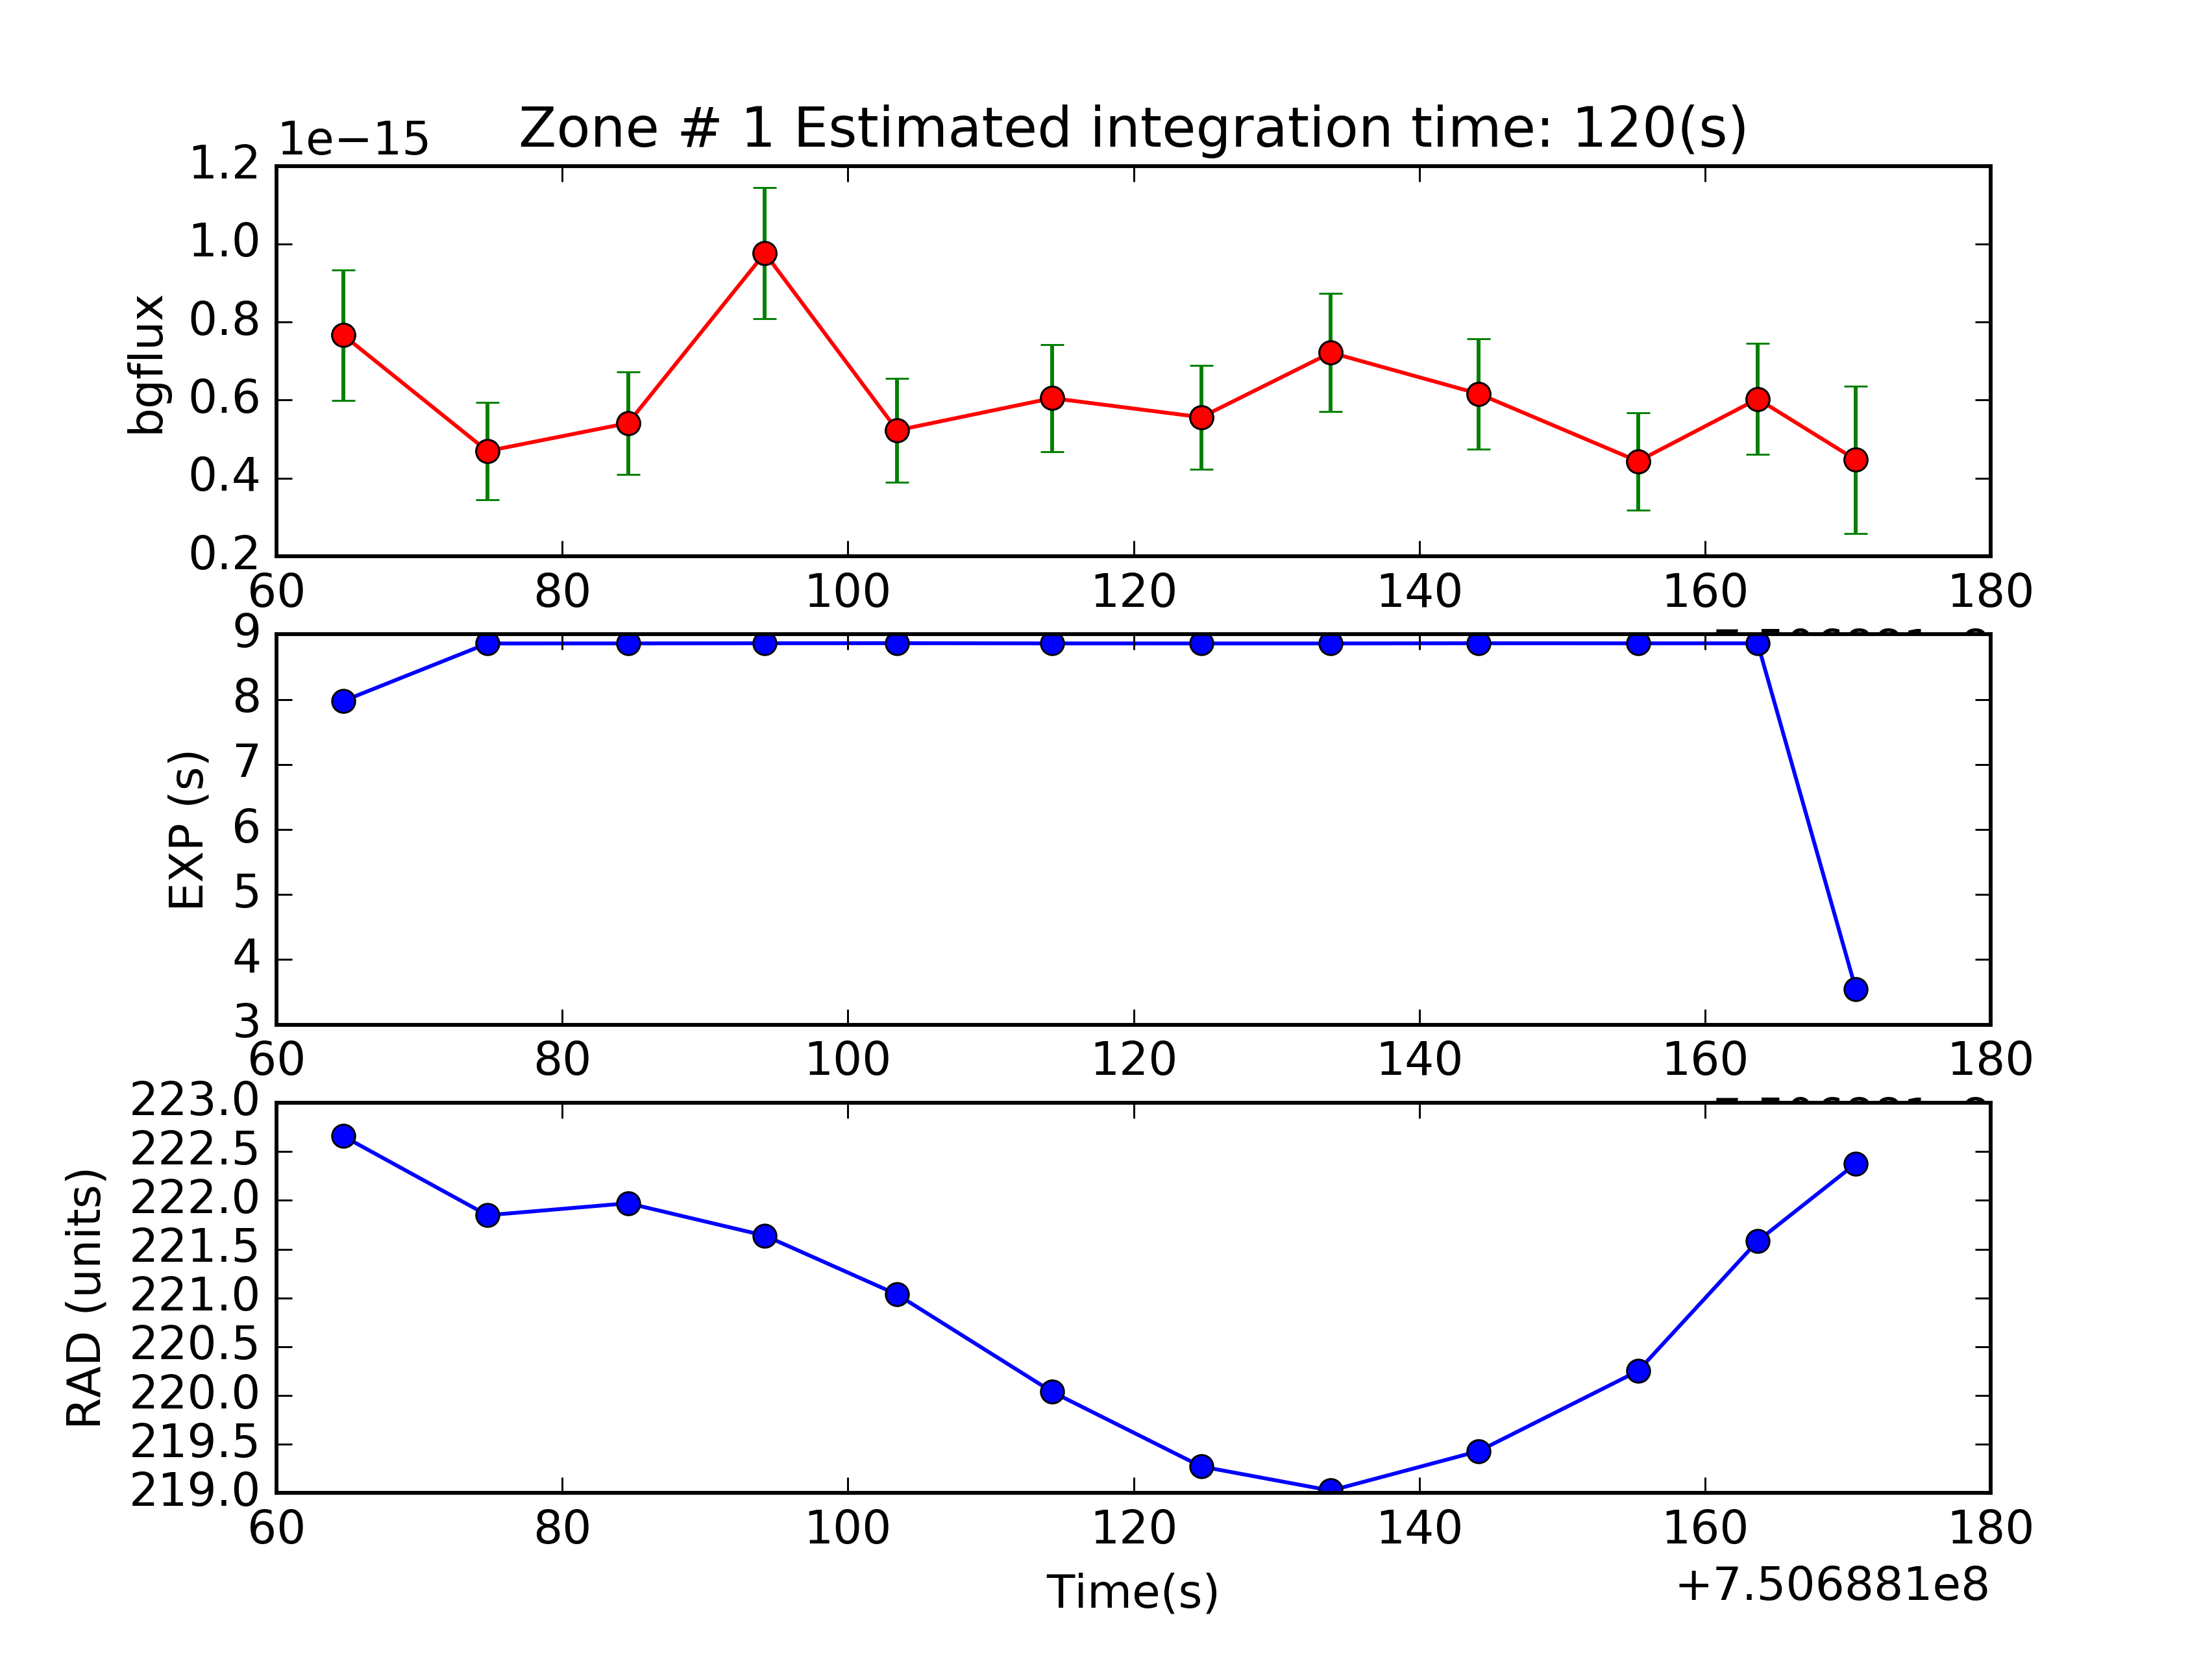 Zone # 1 Estimated integration time: 120(s)
1e−15
1.2
1.0
0.8
0.6
0.4
0.2
bgflux
60 80 100 120 140 160 180
9
8
7
6
5
4
3
EXP (s)
60 80 100 120 140 160 180
223.0
222.5
222.0
221.5
221.0
220.5
220.0
219.5
219.0
RAD (units)
60 80 100 120 140 160 180
Time(s)
+7.506881e8